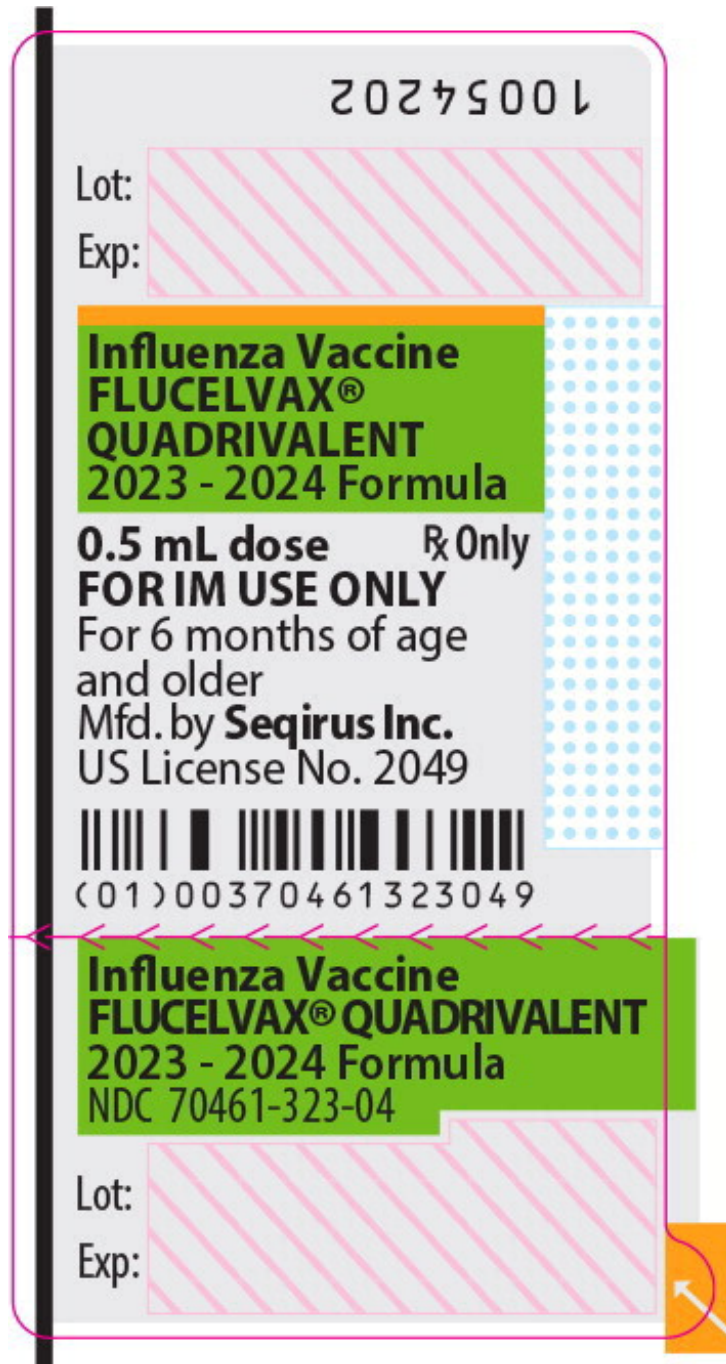 10054202
Lot:
Exp:
Influenza Vaccine
FLUCELVAX®
QUADRIVALENT
2023 - 2024 Formula
0.5 mL dose ℞ Only
FOR IM USE ONLY
For 6 months of age
and older
Mfd. by Seqirus Inc.
US License No. 2049
(01)00370461323049
Influenza Vaccine
FLUCELVAX® QUADRIVALENT
2023 - 2024 Formula
NDC 70461-323-04
Lot:
Exp: